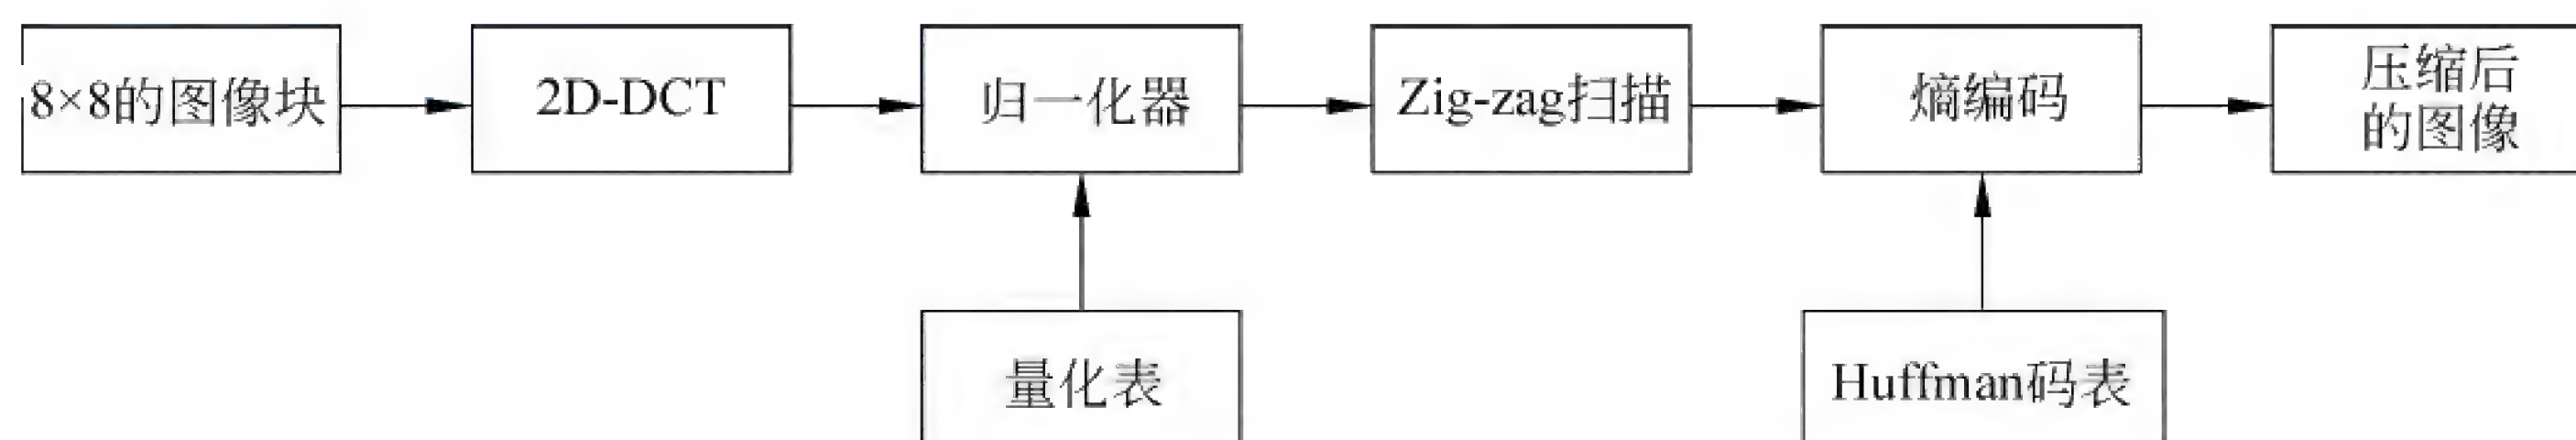 8×8的图像块
2D-DCT
归一化器
Zig-zag扫描
熵编码
压缩后
的图像
量化表
Huffman码表